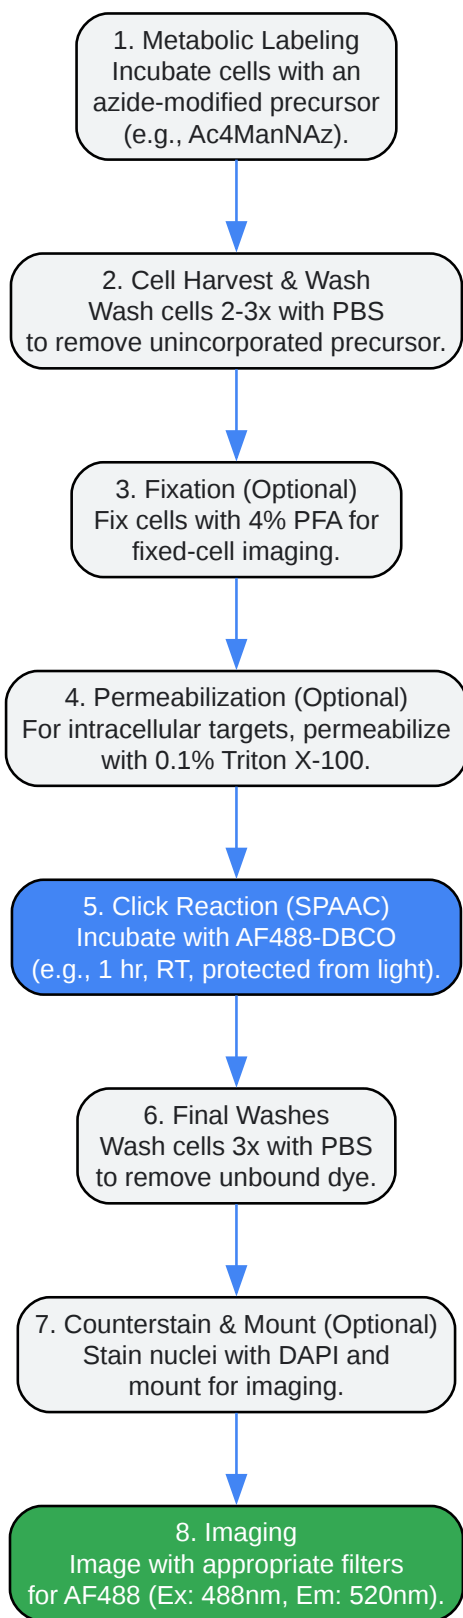 1. Metabolic Labeling
Incubate cells with an
azide-modified precursor
(e.g., Ac4ManNAz).
2. Cell Harvest & Wash
Wash cells 2-3x with PBS
to remove unincorporated precursor.
3. Fixation (Optional)
Fix cells with 4% PFA for
fixed-cell imaging.
4. Permeabilization (Optional)
For intracellular targets, permeabilize
with 0.1% Triton X-100.
5. Click Reaction (SPAAC)
Incubate with AF488-DBCO
(e.g., 1 hr, RT, protected from light).
6. Final Washes
Wash cells 3x with PBS
to remove unbound dye.
7. Counterstain & Mount (Optional)
Stain nuclei with DAPI and
mount for imaging.
8. Imaging
Image with appropriate filters
for AF488 (Ex: 488nm, Em: 520nm).